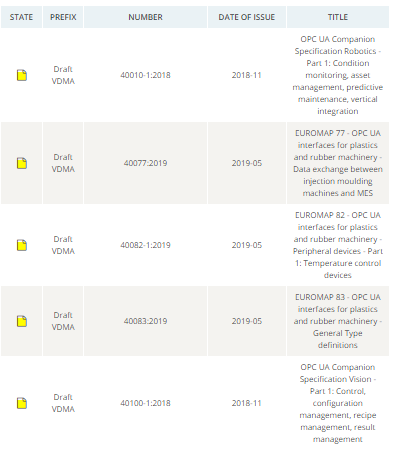 STATE PREFIX NUMBER DATE OF ISSUE TITLE
Draft
VDMA
40010-1:2018
2018-11
OPC UA Companion
Specification Robotics -
Part 1: Condition
monitoring, asset
management, predictive
maintenance, vertical
integration
Draft
VDMA
40077:2019
2019-05
EUROMAP 77 - OPC UA
interfaces for plastics
and rubber machinery -
Data exchange between
injection moulding
machines and MES
Draft
VDMA
40082-1:2019
2019-05
EUROMAP 82 - OPC UA
interfaces for plastics
and rubber machinery -
Peripheral devices - Part
1: Temperature control
devices
Draft
VDMA
40083:2019
2019-05
EUROMAP 83 - OPC UA
interfaces for plastics
and rubber machinery -
General Type
definitions
Draft
VDMA
40100-1:2018
2018-11
OPC UA Companion
Specification Vision -
Part 1: Control,
configuration
management, recipe
management, result
management